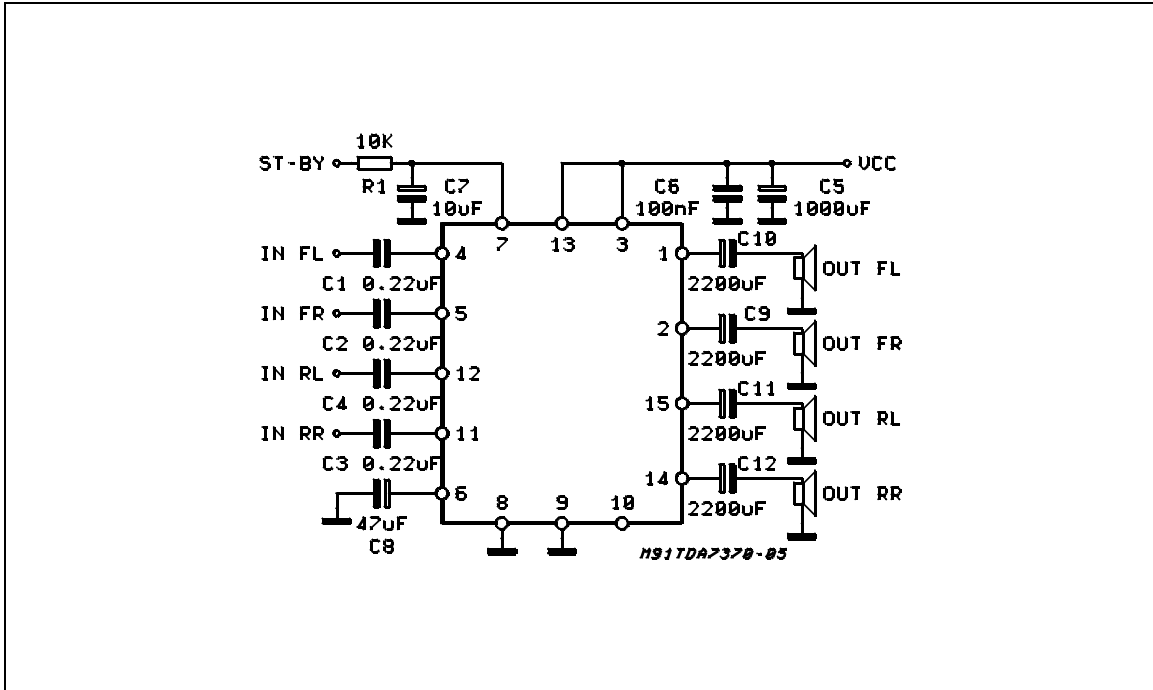 10K
ST-BY
VCC
R1
C7
10uF
C6
100nF
C5
1000uF
7
13
3
IN FL
4
C1 0.22uF
IN FR
5
C2 0.22uF
IN RL
12
C4 0.22uF
IN RR
11
C3 0.22uF
6
47uF
C8
8
9
10
1
C10
2200uF
OUT FL
2
C9
2200uF
OUT FR
15
C11
2200uF
OUT RL
14
C12
2200uF
OUT RR
M91TDA7370-05